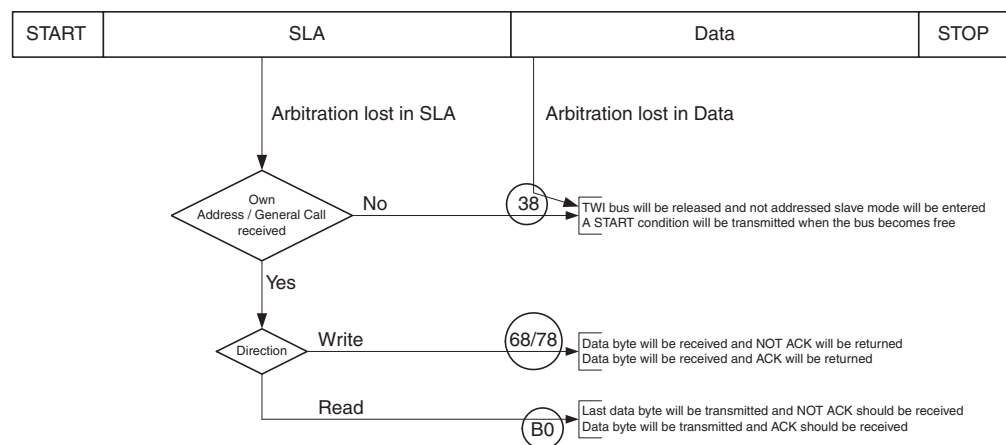 START SLA Data STOP
Arbitration lost in SLA Arbitration lost in Data
Own
Address / General Call
received
No
38
TWI bus will be released and not addressed slave mode will be entered
A START condition will be transmitted when the bus becomes free
Yes
Direction
Write
68/78
Data byte will be received and NOT ACK will be returned
Data byte will be received and ACK will be returned
Read
B0
Last data byte will be transmitted and NOT ACK should be received
Data byte will be transmitted and ACK should be received